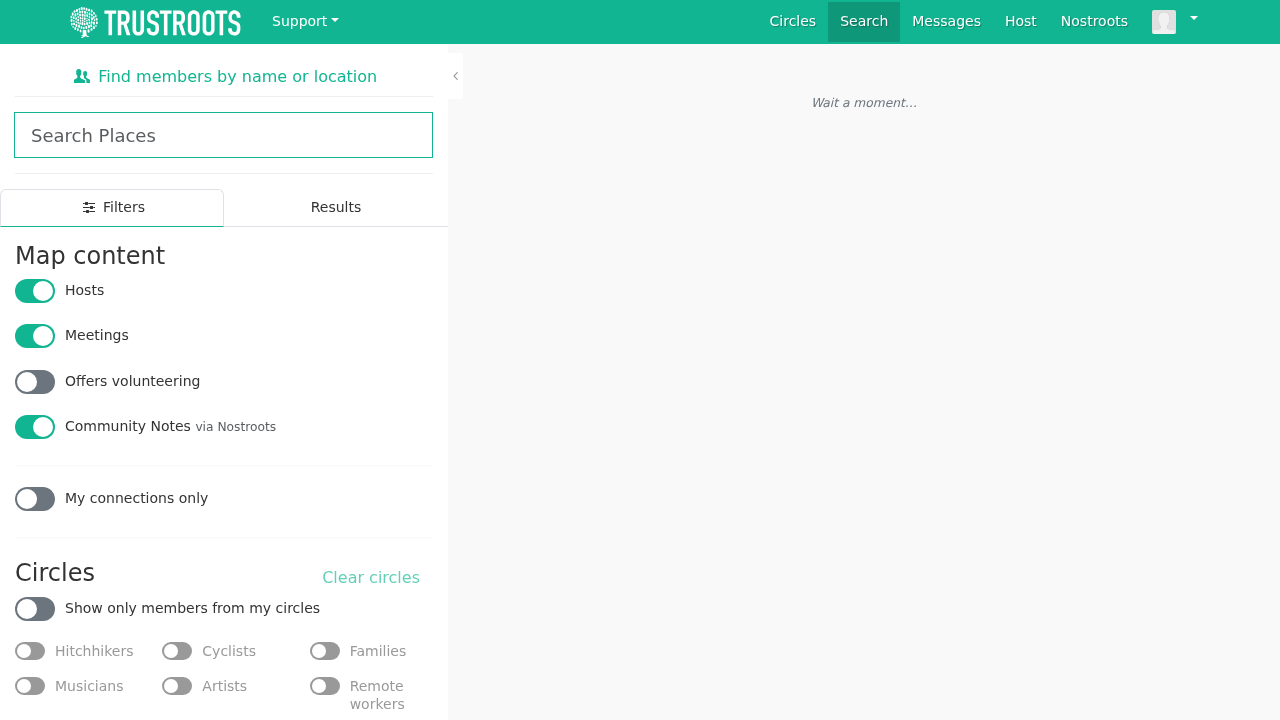 TRUSTROOTS
Support
Circles
Search
Messages
Host
Nostroots
Find members by name or location
Wait a moment...
Search Places
Filters
Results
Map content
Hosts
Meetings
Offers volunteering
Community Notes via Nostroots
My connections only
Circles
Clear circles
Show only members from my circles
Hitchhikers
Cyclists
Families
Musicians
Artists
Remote
workers